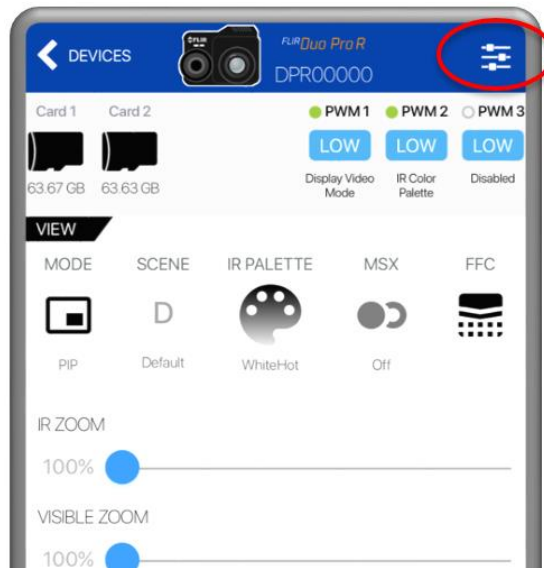 DEVICES
FLIR Duo Pro R
DPR00000
Card 1 Card 2
PWM 1 PWM 2 PWM 3
LOW LOW LOW
63.67 GB 63.63 GB
Display Video Mode
IR Color Palette
Disabled
VIEW
MODE SCENE IR PALETTE MSX FFC
D
PIP Default WhiteHot Off
IR ZOOM
100%
VISIBLE ZOOM
100%